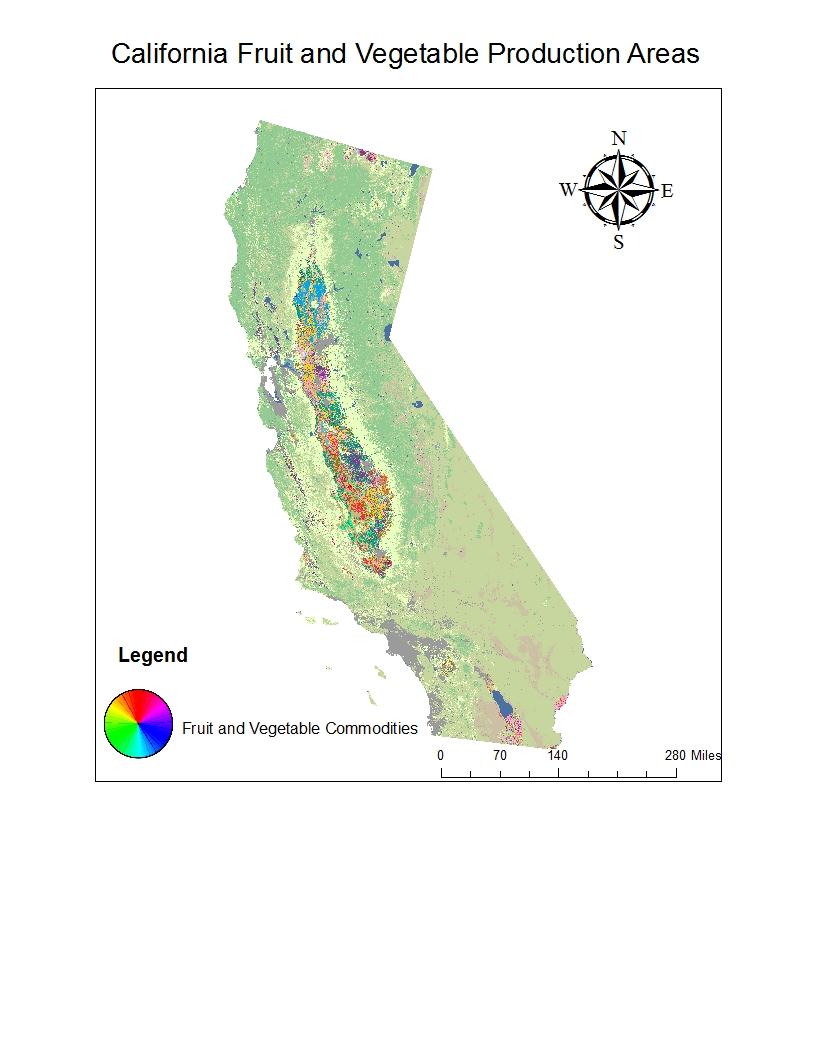 California Fruit and Vegetable Production Areas
N
W E
S
Legend
Fruit and Vegetable Commodities
0 70 140 280 Miles